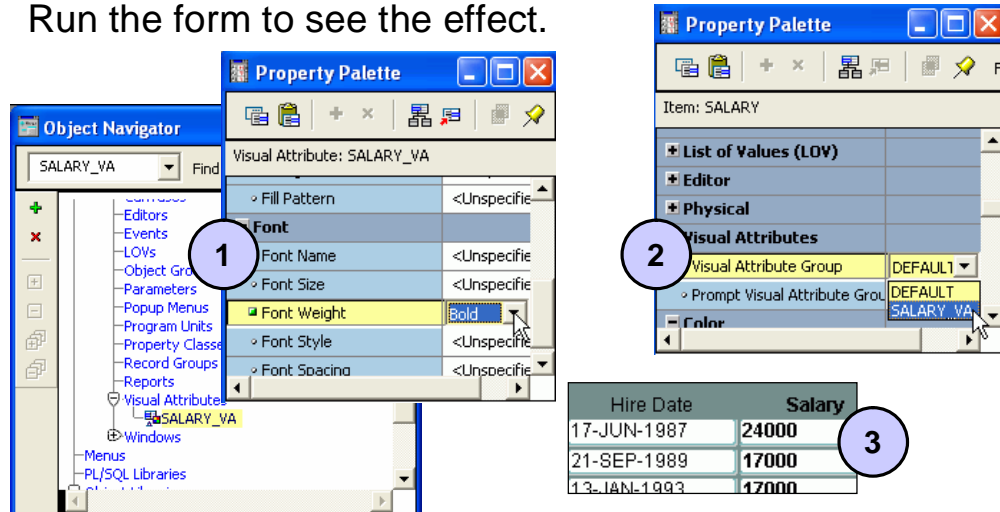 Run the form to see the effect.
Object Navigator
SALARY_VA
Find
Editors
Events
LOVs
Parameters
Popup Menus
Program Units
Record Groups
Reports
Visual Attributes
SALARY_VA
Windows
Menus
PL/SQL Libraries
Property Palette
Visual Attribute: SALARY_VA
Fill Pattern <Unspecifie
Font
1
Font Name <Unspecifie
Font Size <Unspecifie
Font Weight Bold
Font Style <Unspecifie
Font Spacing <Unspecifie
Property Palette
Item: SALARY
List of Values (LOV)
Editor
Physical
Visual Attributes
2
Visual Attribute Group DEFAULT
Prompt Visual Attribute Grou
DEFAULT
SALARY_VA
Color
Hire Date Salary
17-JUN-1987 24000
3
21-SEP-1989 17000
13-JAN-1993 17000